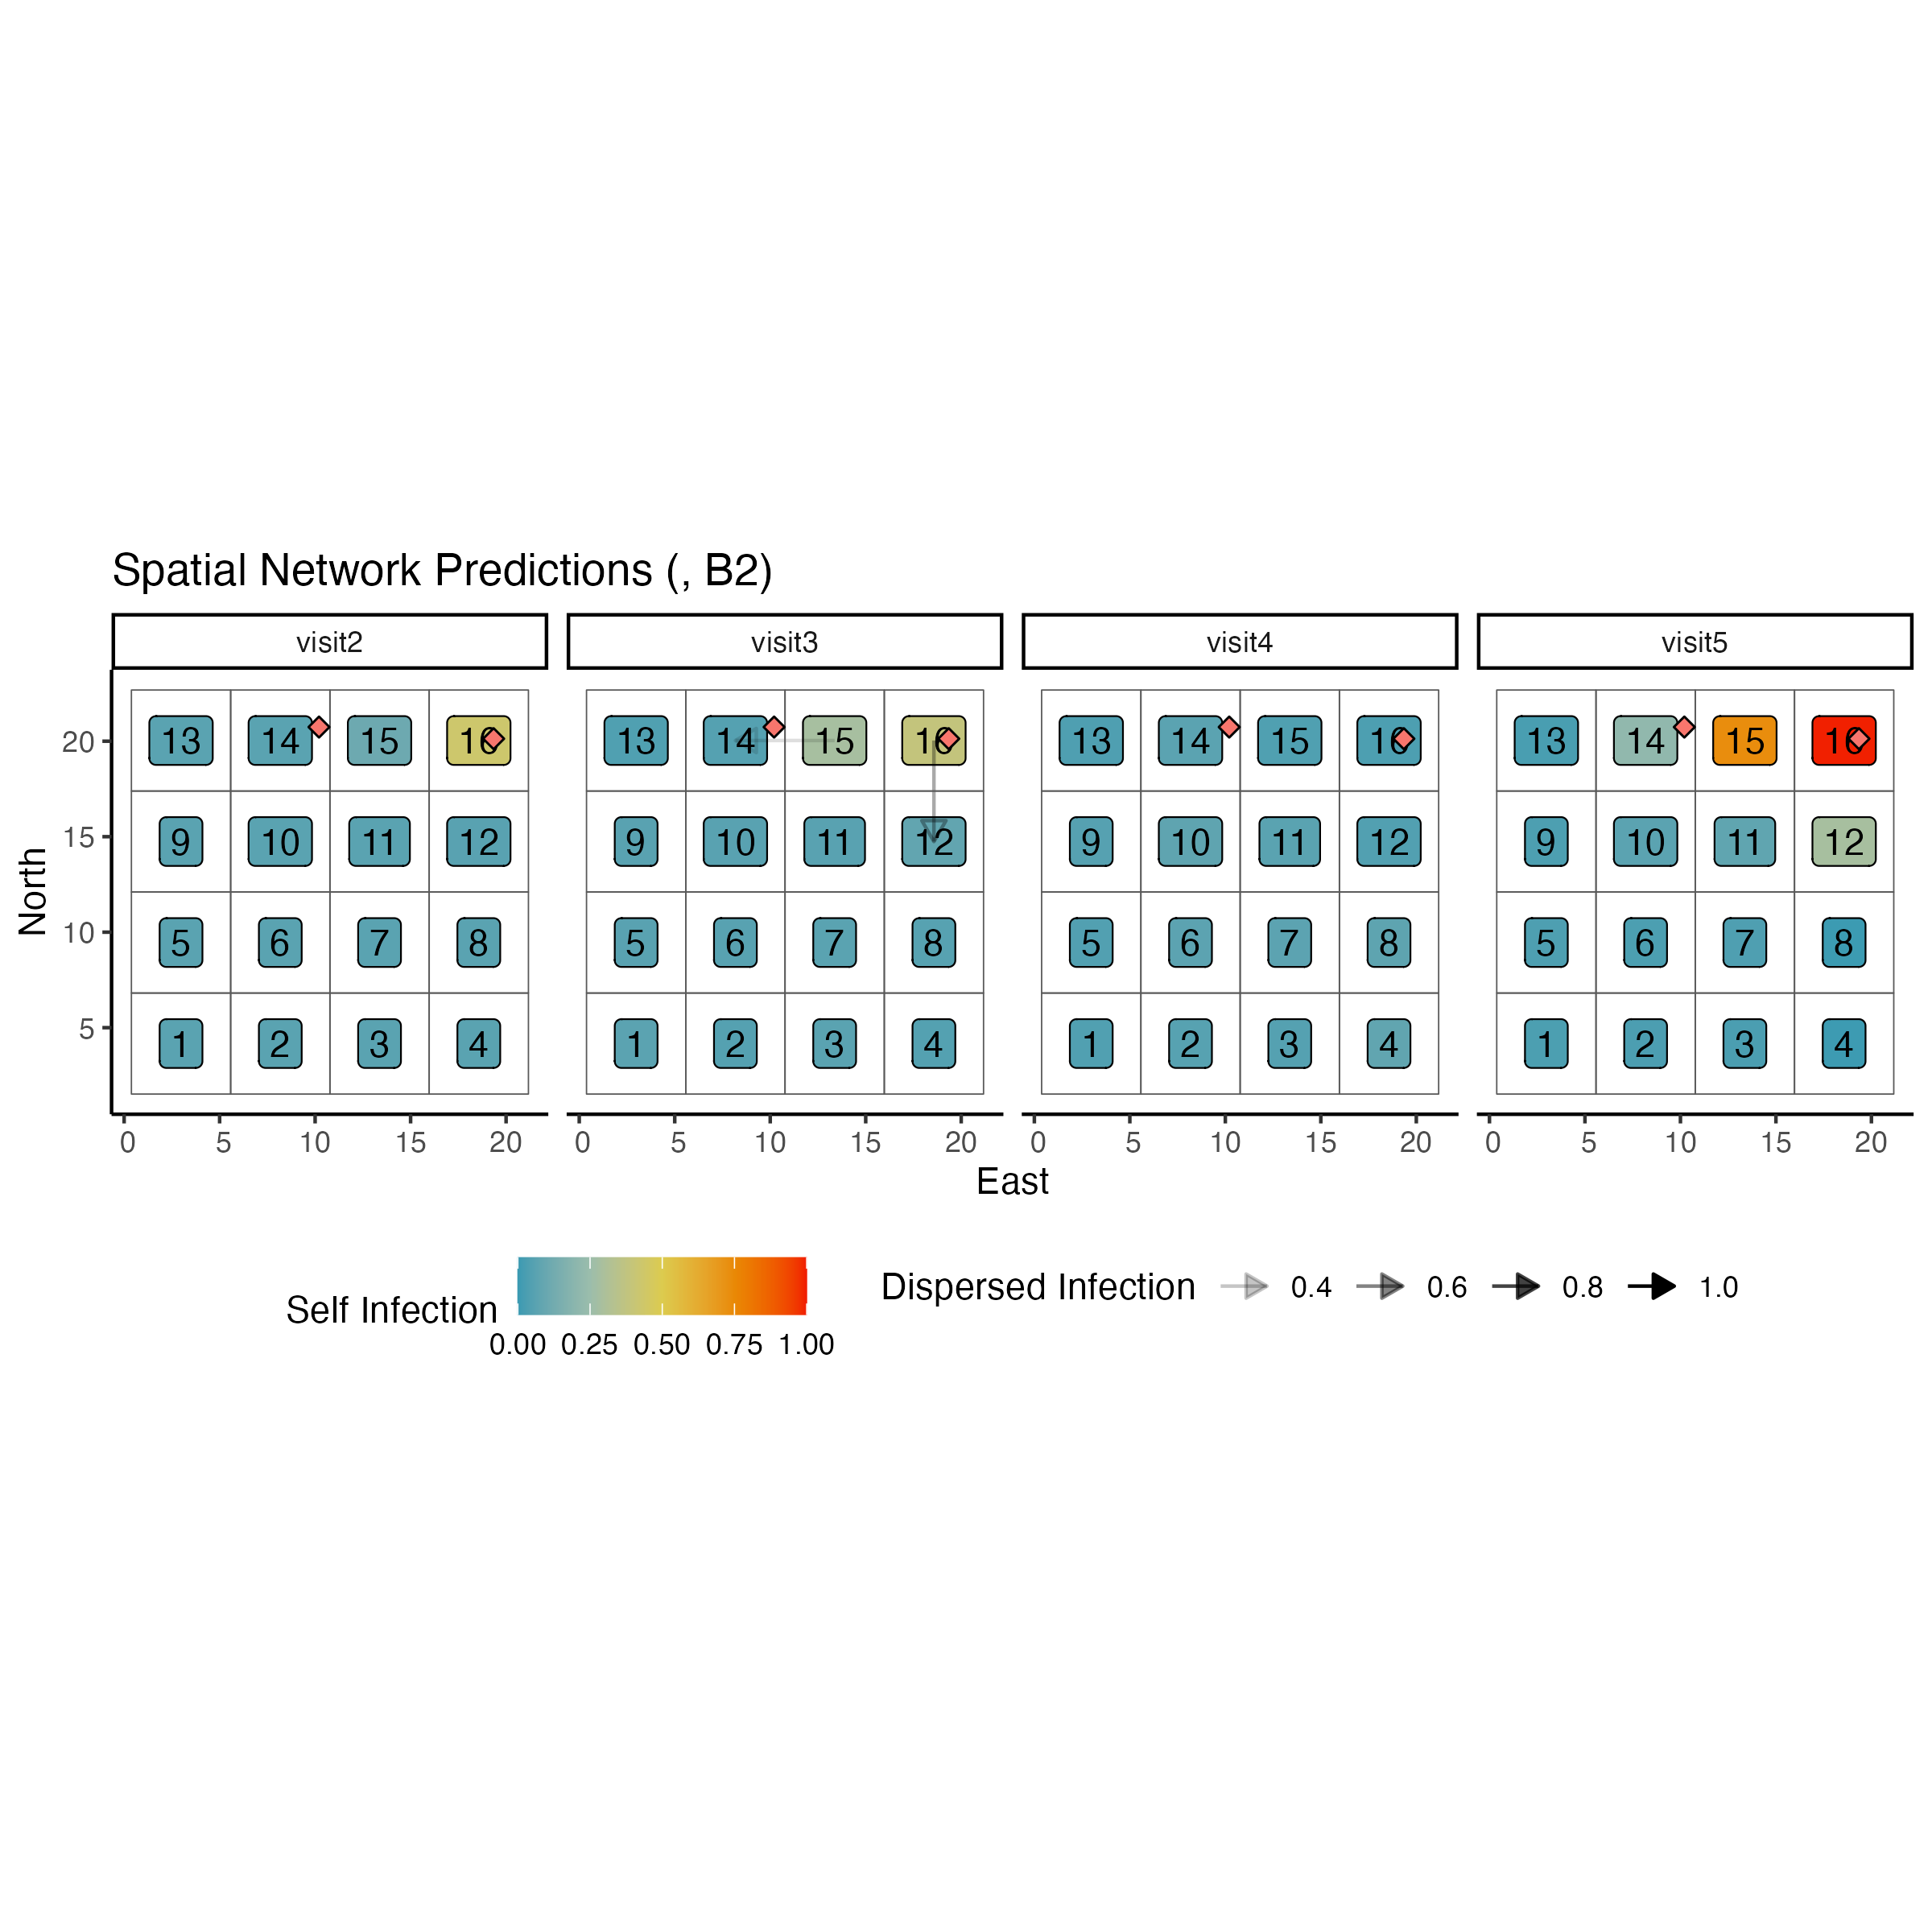 Spatial Network Predictions (, B2)
visit2 visit3 visit4 visit5
20 13 14 15 16 13 14 15 16 13 14 15 16 13 14 15 16
15 9 10 11 12 9 10 11 12 9 10 11 12 9 10 11 12
10 5 6 7 8 5 6 7 8 5 6 7 8 5 6 7 8
5 1 2 3 4 1 2 3 4 1 2 3 4 1 2 3 4
North
0 5 10 15 20 0 5 10 15 20 0 5 10 15 20 0 5 10 15 20
East
Self Infection
0.00 0.25 0.50 0.75 1.00
Dispersed Infection 0.4 0.6 0.8 1.0